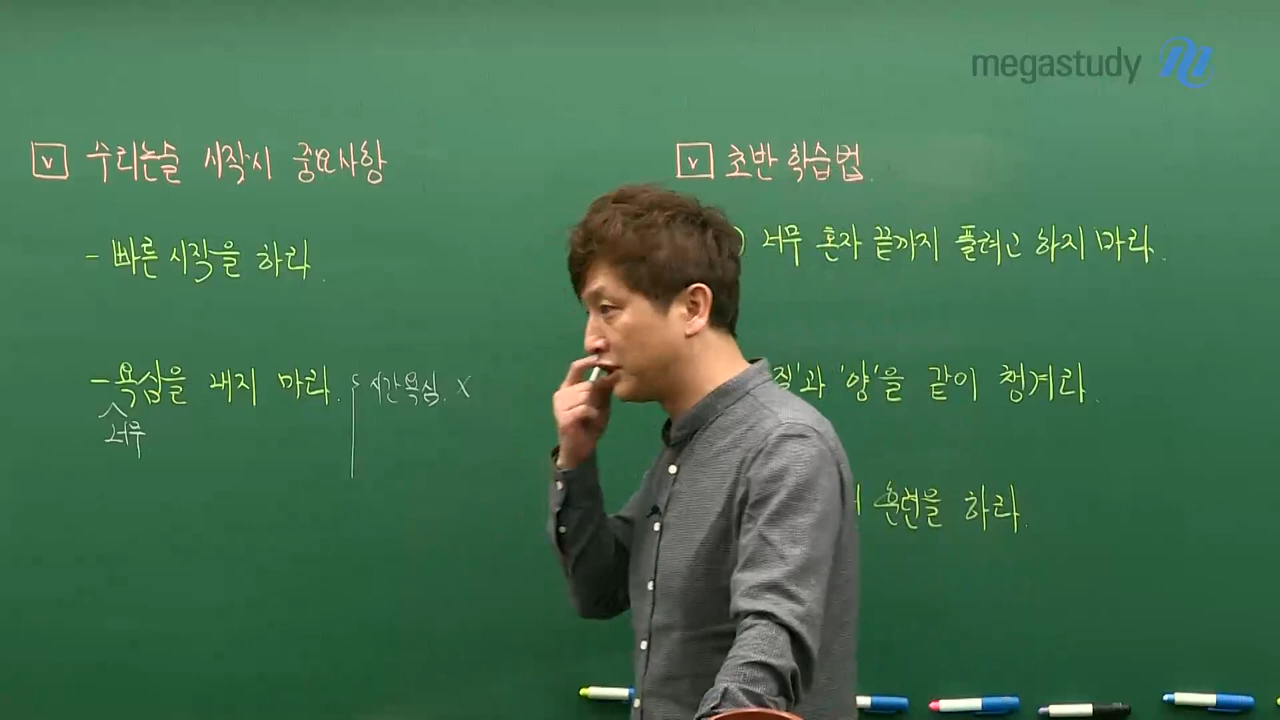 megastudy
v 수리논술 시작시 중요사항
- 빠른 시작을 하라.
- 욕심을 내지 마라.
너무
시간욕심. X
v 초반 학습법.
) 너무 혼자 끝까지 풀려고 하지 마라.
'질'과 '양'을 같이 챙겨라.
훈련을 하라.